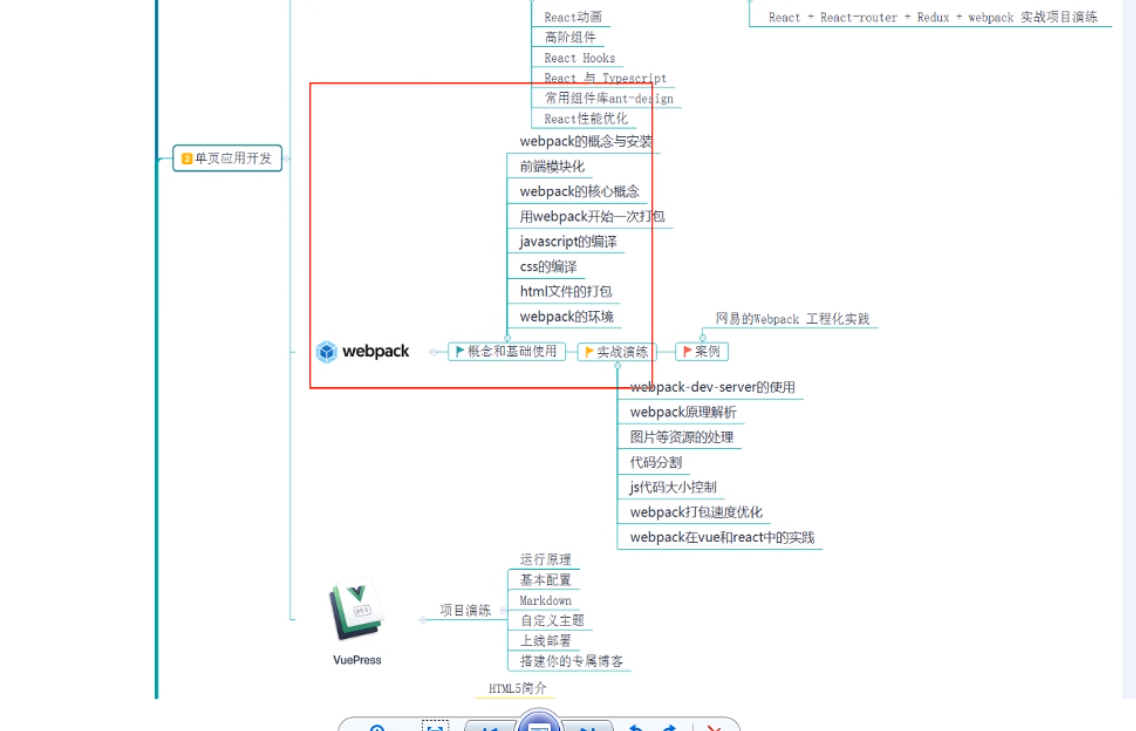 React动画
React + React-router + Redux + webpack 实战项目演练
高阶组件
React Hooks
React 与 Typescript
常用组件库ant-design
React性能优化
2 单页应用开发
webpack的概念与安装
前端模块化
webpack的核心概念
用webpack开始一次打包
javascript的编译
css的编译
html文件的打包
webpack的环境
网易的Webpack 工程化实践
webpack
概念和基础使用
实战演练
案例
webpack-dev-server的使用
webpack原理解析
图片等资源的处理
代码分割
js代码大小控制
webpack打包速度优化
webpack在vue和react中的实践
运行原理
基本配置
Markdown
自定义主题
上线部署
搭建你的专属博客
项目演练
VuePress
HTML5简介